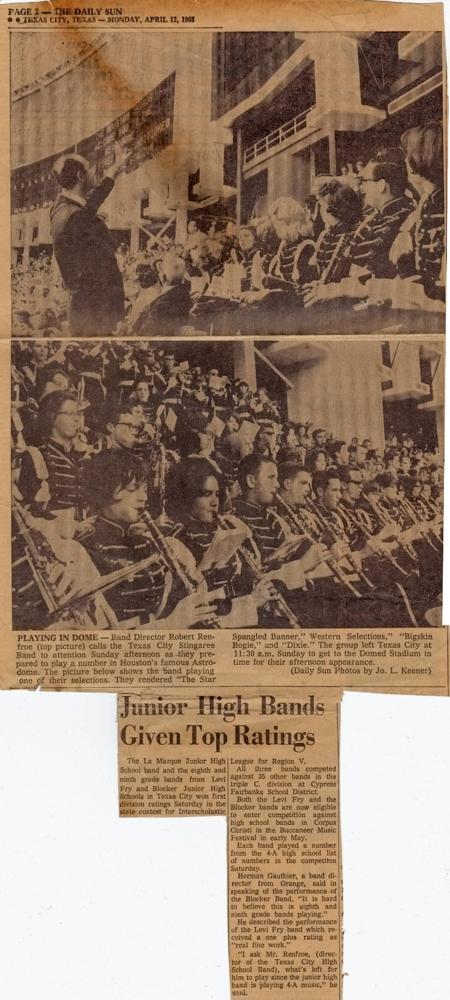 PAGE 2 — THE DAILY SUN
● ● TEXAS CITY, TEXAS — MONDAY, APRIL 12, 1965
PLAYING IN DOME — Band Director Robert Ren-
froe (top picture) calls the Texas City Stingaree
Band to attention Sunday afternoon as they pre-
pared to play a number in Houston's famous Astro-
dome. The picture below shows the band playing
one of their selections. They rendered "The Star
Spangled Banner," Western Selections," "Bigskin
Bogie," and "Dixie." The group left Texas City at
11:30 a.m. Sunday to get to the Domed Stadium in
time for their afternoon appearance.
(Daily Sun Photos by Jo. L. Keener)
Junior High Bands
Given Top Ratings
The La Marque Junior High
School band and the eighth and
ninth grade bands from Levi
Fry and Blocker Junior High
Schools in Texas City won first
division ratings Saturday in the
state contest for Interscholastic
League for Region V.
All three bands competed
against 35 other bands in the
triple C. division at Cypress
Fairbanks School District.
Both the Levi Fry and the
Blocker bands are now eligible
to enter competition against
high school bands in Corpus
Christi in the Buccaneer Music
Festival in early May.
Each band played a number
from the 4-A high school list
of numbers in the competiton
Saturday.
Herman Gauthier, a band di-
rector from Orange, said in
speaking of the performance of
the Blocker Band, "It is hard
to believe this is eighth and
ninth grade bands playing."
He described the performance
of the Levi Fry band which re-
ceived a one plus rating as
"real fine work."
"I ask Mr. Renfroe, (direc-
tor of the Texas City High
School Band), what's left for
him to play since the junior high
band is playing 4-A music," he
said.